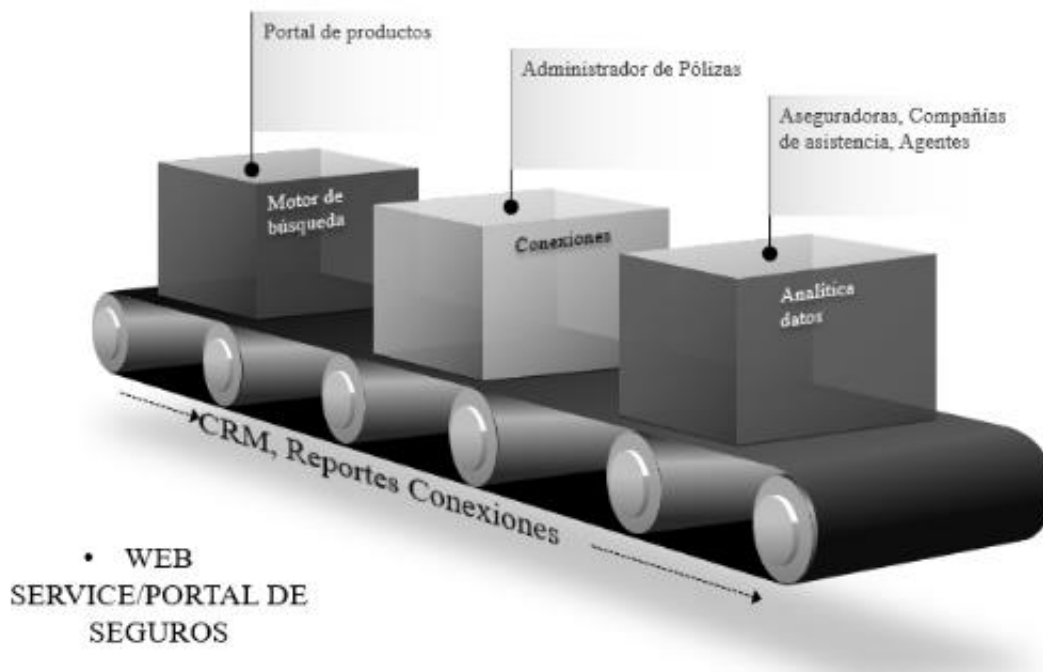 Portal de productos
Administrador de Pólizas
Aseguradoras, Compañías
de asistencia, Agentes
Motor de
búsqueda
Conexiones
Analítica
datos
CRM, Reportes Conexiones
• WEB
SERVICE/PORTAL DE
SEGUROS